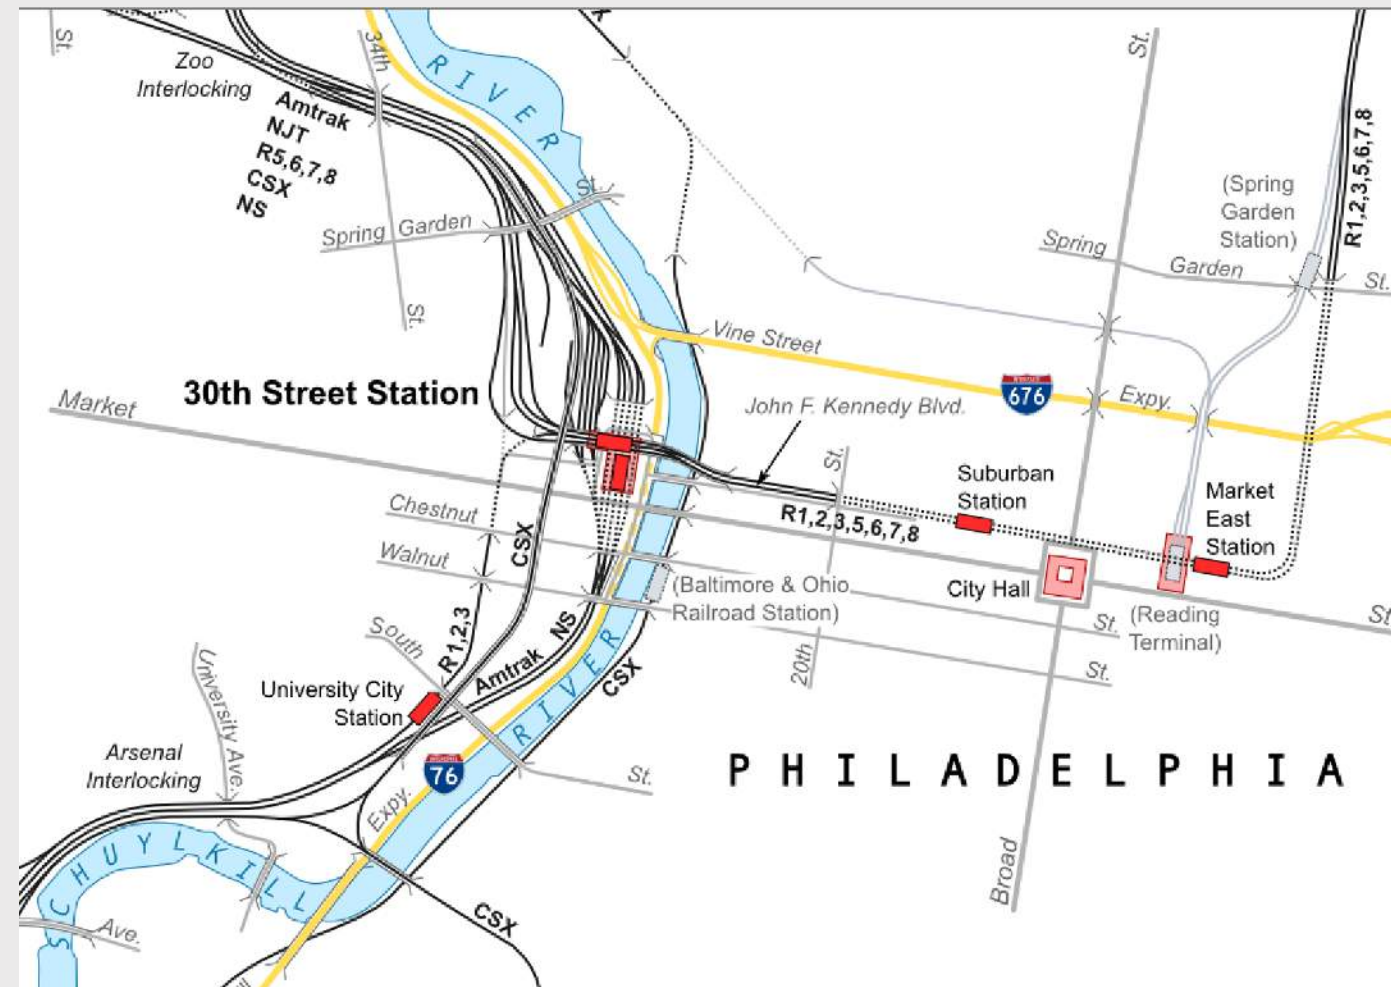 St.
Zoo
Interlocking
34th
St.
RIVER
Amtrak
NJT
R5,6,7,8
CSX
NS
Spring Garden St.
St.
(Spring
Garden
Station)
R1,2,3,5,6,7,8
Spring
Garden
St.
Vine Street
676
Expy.
30th Street Station
Market
John F. Kennedy Blvd.
St.
Suburban
Station
Market
East
Station
R1,2,3,5,6,7,8
Chestnut
CSX
Walnut
(Baltimore & Ohio
Railroad Station)
City Hall
St.
(Reading
Terminal)
St.
St.
20th
R1,2,3
NS
South
Amtrak
RIVER
CSX
University City
Station
University Ave.
Arsenal
Interlocking
76
Expy.
St.
PHILADELPHIA
SCHUYLKILL
Broad
CSX
Ave.